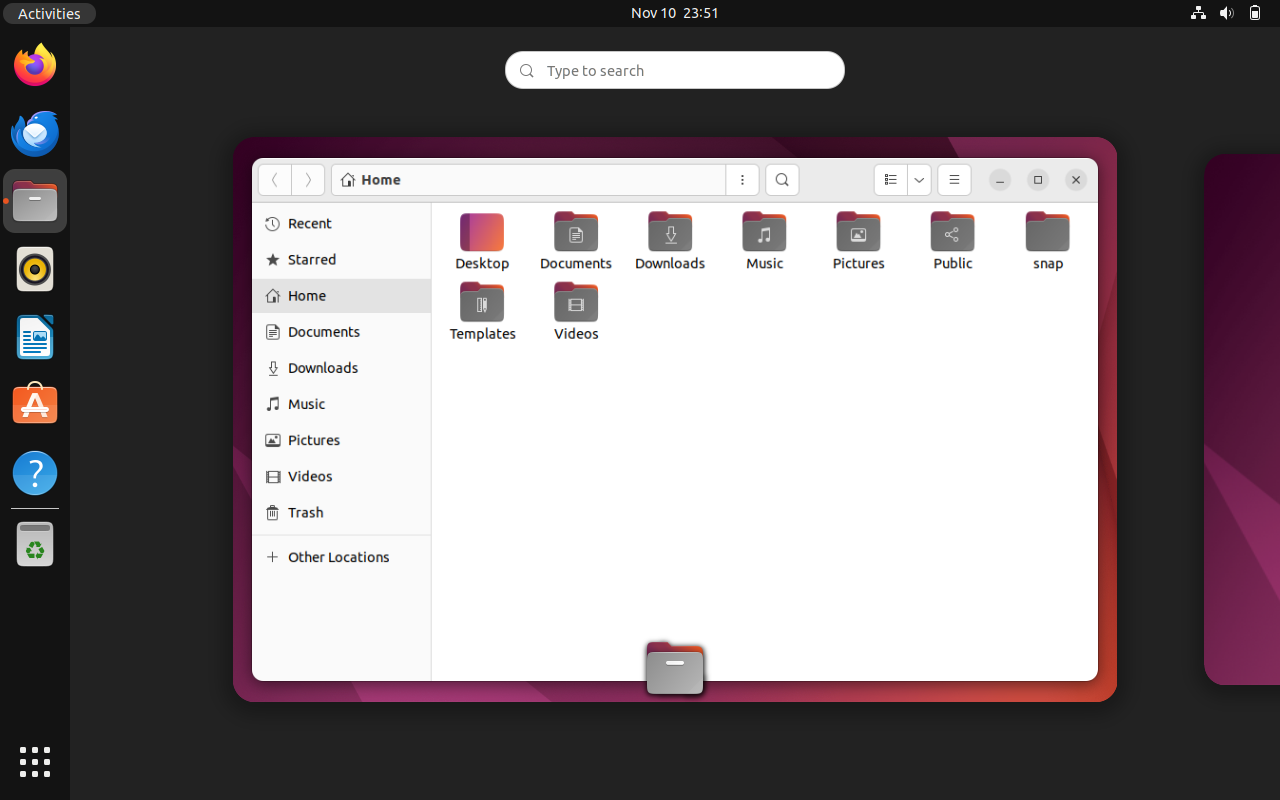 Activities
Nov 10 23:51
Type to search
Home
Recent
Starred
Home
Documents
Downloads
Music
Pictures
Videos
Trash
Other Locations
Desktop
Documents
Downloads
Music
Pictures
Public
snap
Templates
Videos